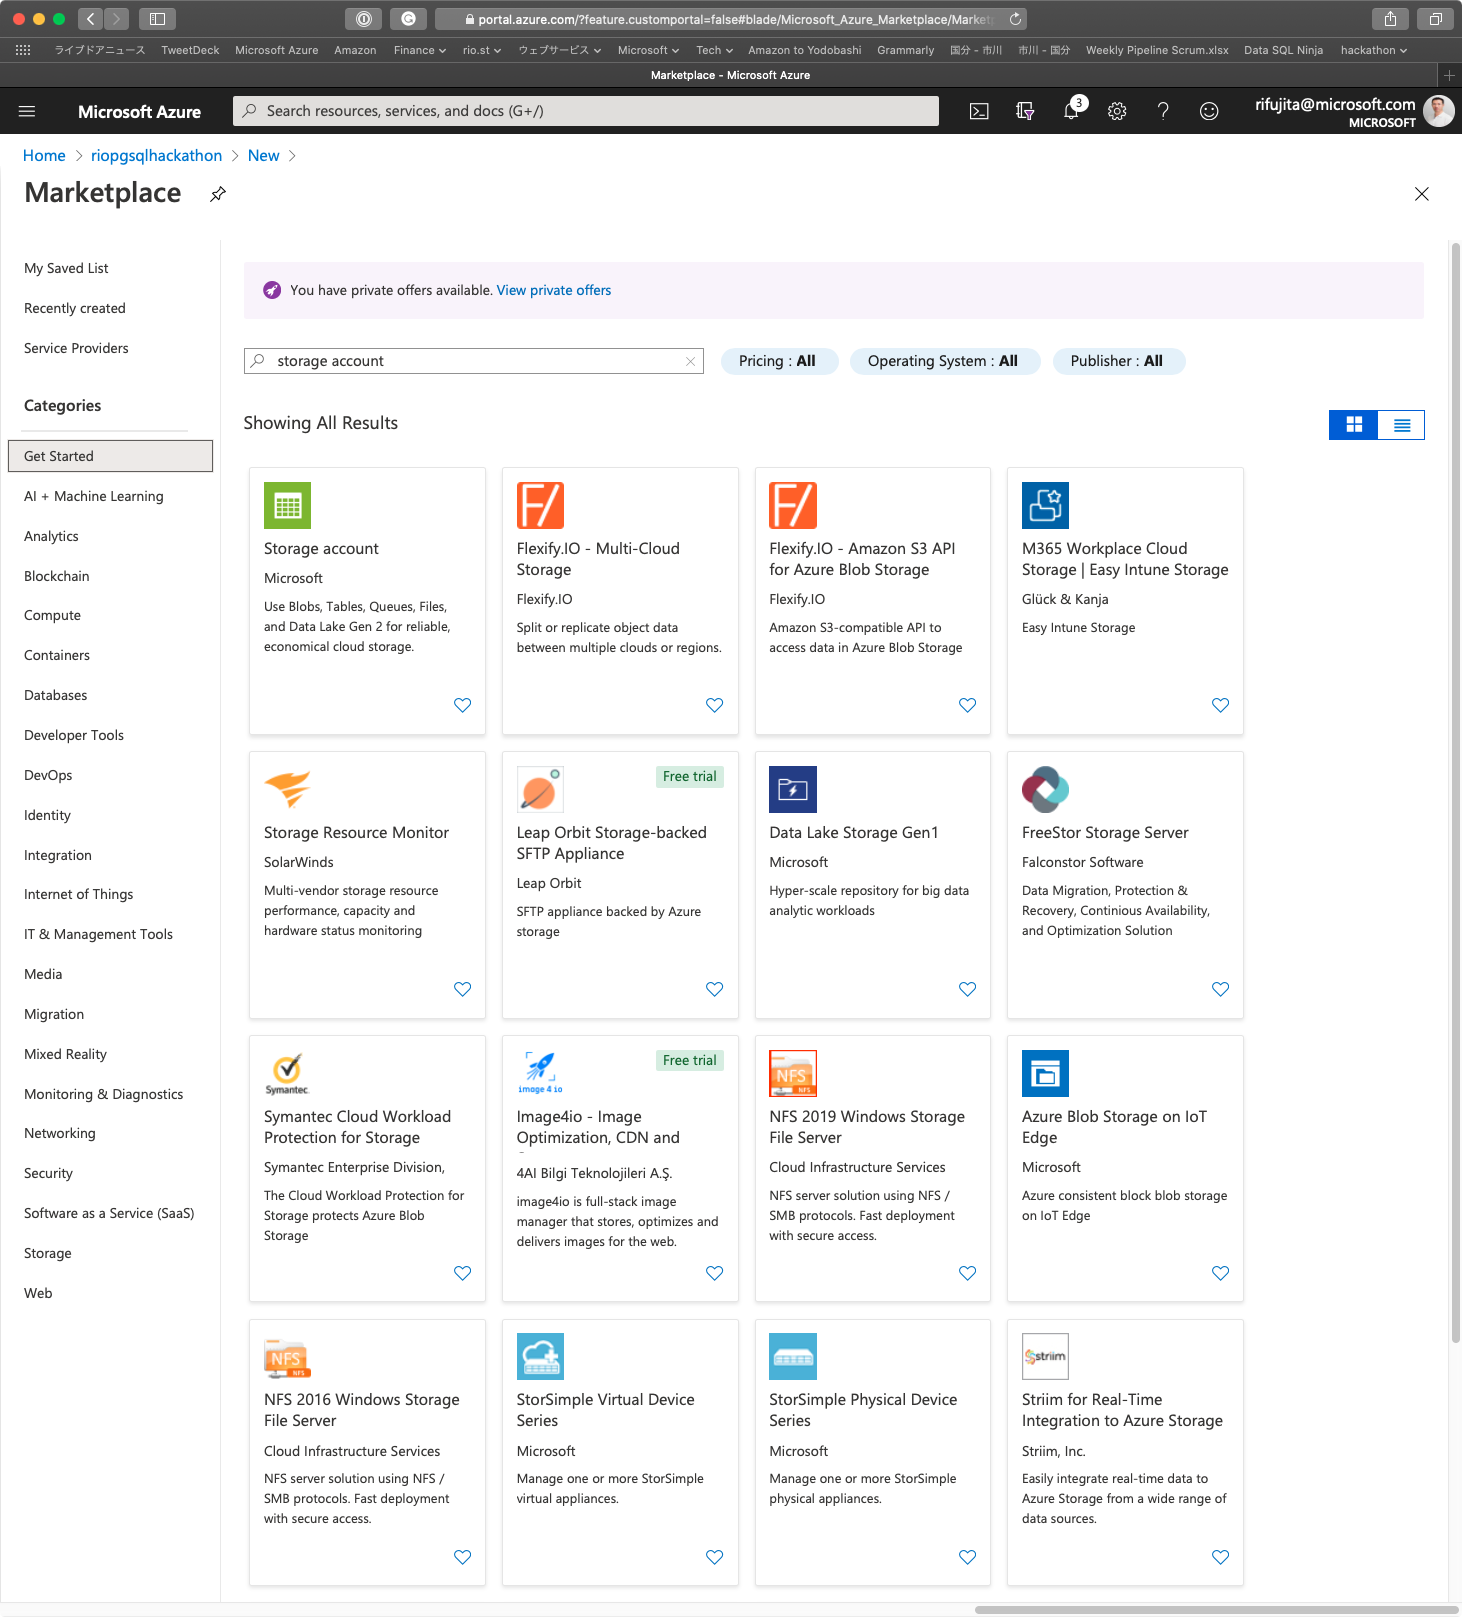 portal.azure.com/?feature.customportal=false#blade/Microsoft_Azure_Marketplace/Market
ライブドアニュース TweetDeck Microsoft Azure Amazon Finance rio.st ウェブサービス Microsoft Tech Amazon to Yodobashi Grammarly 国分 - 市川 市川 - 国分 Weekly Pipeline Scrum.xlsx Data SQL Ninja hackathon
Marketplace - Microsoft Azure
Microsoft Azure
Search resources, services, and docs (G+/)
3
rifujita@microsoft.com
MICROSOFT
Home > riopgsqlhackathon > New >
Marketplace
My Saved List
Recently created
Service Providers
Categories
Get Started
AI + Machine Learning
Analytics
Blockchain
Compute
Containers
Databases
Developer Tools
DevOps
Identity
Integration
Internet of Things
IT & Management Tools
Media
Migration
Mixed Reality
Monitoring & Diagnostics
Networking
Security
Software as a Service (SaaS)
Storage
Web
You have private offers available. View private offers
storage account
Pricing : All
Operating System : All
Publisher : All
Showing All Results
Storage account
Microsoft
Use Blobs, Tables, Queues, Files,
and Data Lake Gen 2 for reliable,
economical cloud storage.
Flexify.IO - Multi-Cloud
Storage
Flexify.IO
Split or replicate object data
between multiple clouds or regions.
Flexify.IO - Amazon S3 API
for Azure Blob Storage
Flexify.IO
Amazon S3-compatible API to
access data in Azure Blob Storage
M365 Workplace Cloud
Storage | Easy Intune Storage
Glück & Kanja
Easy Intune Storage
Storage Resource Monitor
SolarWinds
Multi-vendor storage resource
performance, capacity and
hardware status monitoring
Free trial
Leap Orbit Storage-backed
SFTP Appliance
Leap Orbit
SFTP appliance backed by Azure
storage
Data Lake Storage Gen1
Microsoft
Hyper-scale repository for big data
analytic workloads
FreeStor Storage Server
Falconstor Software
Data Migration, Protection &
Recovery, Continious Availability,
and Optimization Solution
Symantec.
Symantec Cloud Workload
Protection for Storage
Symantec Enterprise Division,
The Cloud Workload Protection for
Storage protects Azure Blob
Storage
image 4 io
Free trial
Image4io - Image
Optimization, CDN and
4AI Bilgi Teknolojileri A.Ş.
image4io is full-stack image
manager that stores, optimizes and
delivers images for the web.
NFS
NFS
NFS 2019 Windows Storage
File Server
Cloud Infrastructure Services
NFS server solution using NFS /
SMB protocols. Fast deployment
with secure access.
Azure Blob Storage on IoT
Edge
Microsoft
Azure consistent block blob storage
on IoT Edge
NFS
NFS
NFS 2016 Windows Storage
File Server
Cloud Infrastructure Services
NFS server solution using NFS /
SMB protocols. Fast deployment
with secure access.
StorSimple Virtual Device
Series
Microsoft
Manage one or more StorSimple
virtual appliances.
StorSimple Physical Device
Series
Microsoft
Manage one or more StorSimple
physical appliances.
striim
Striim for Real-Time
Integration to Azure Storage
Striim, Inc.
Easily integrate real-time data to
Azure Storage from a wide range of
data sources.